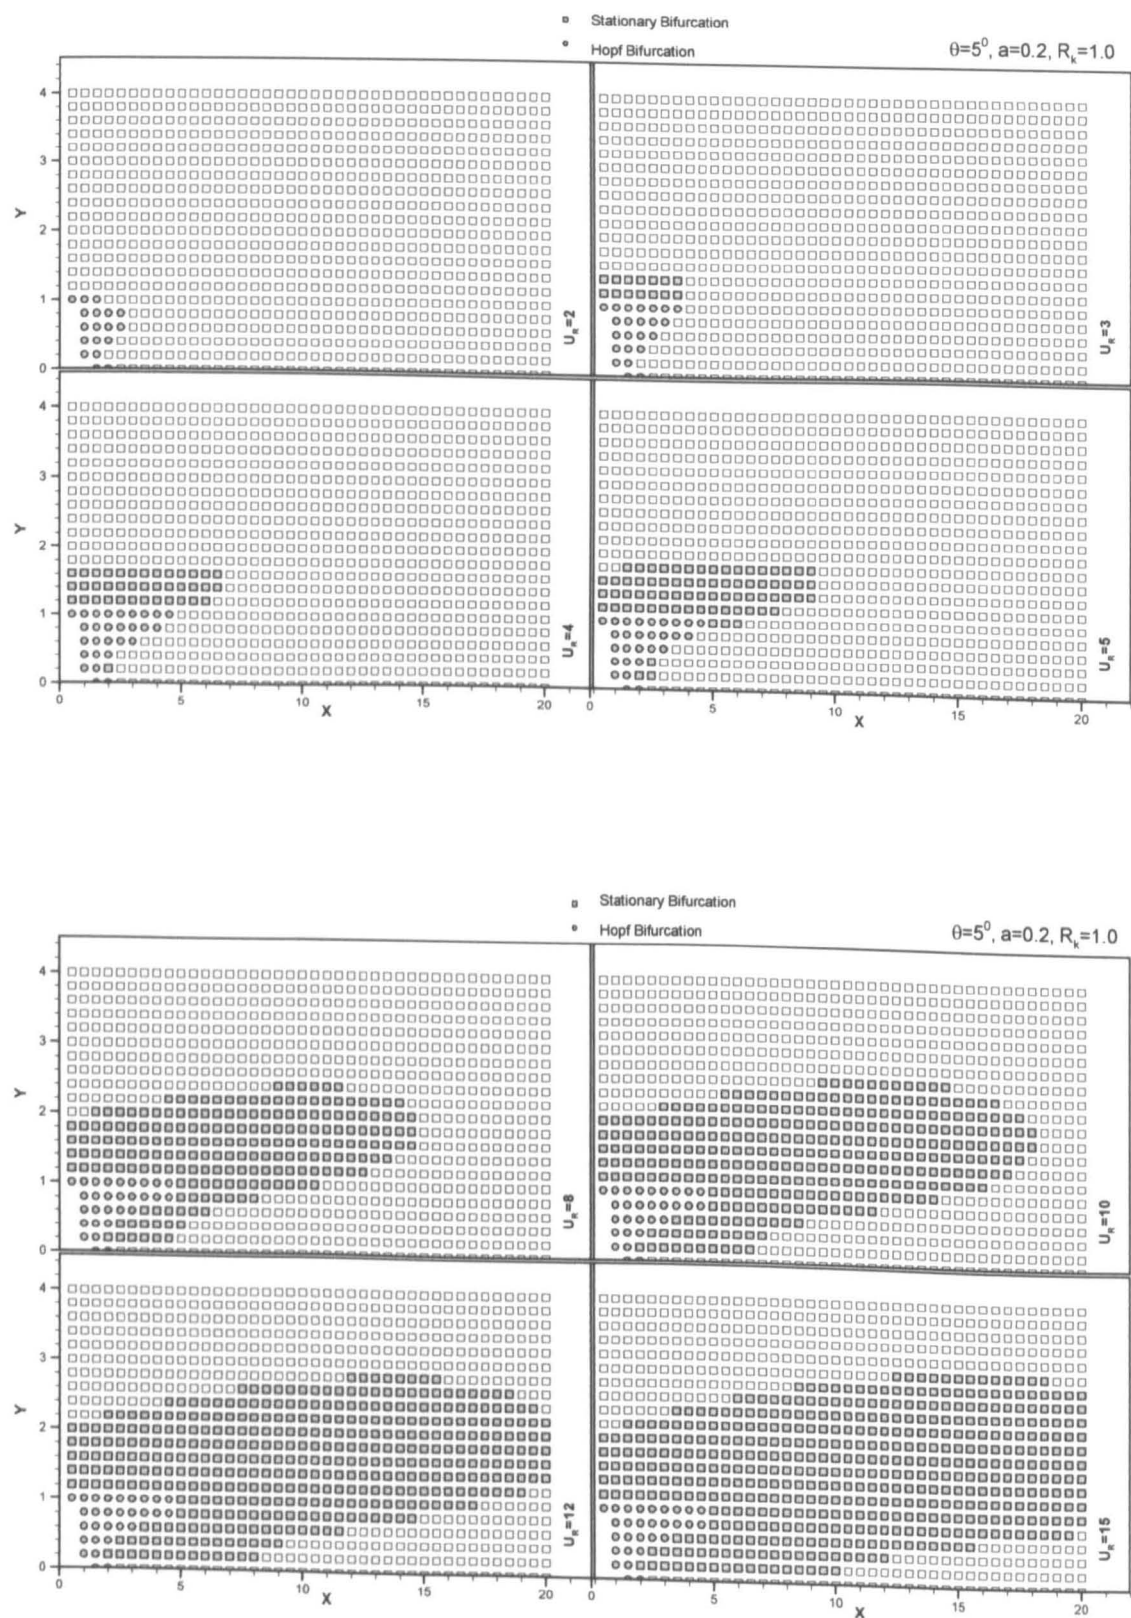 Stationary Bifurcation
Hopf Bifurcation
θ=5⁰, a=0.2, Rₖ=1.0
4
3
2
1
0
Y
U_R=2
U_R=3
4
3
2
1
0
Y
U_R=4
U_R=5
0
5
10
15
20
X
0
5
10
15
20
X
Stationary Bifurcation
Hopf Bifurcation
θ=5⁰, a=0.2, Rₖ=1.0
4
3
2
1
0
Y
U_R=8
U_R=10
4
3
2
1
0
Y
U_R=12
U_R=15
0
5
10
15
20
X
0
5
10
15
20
X